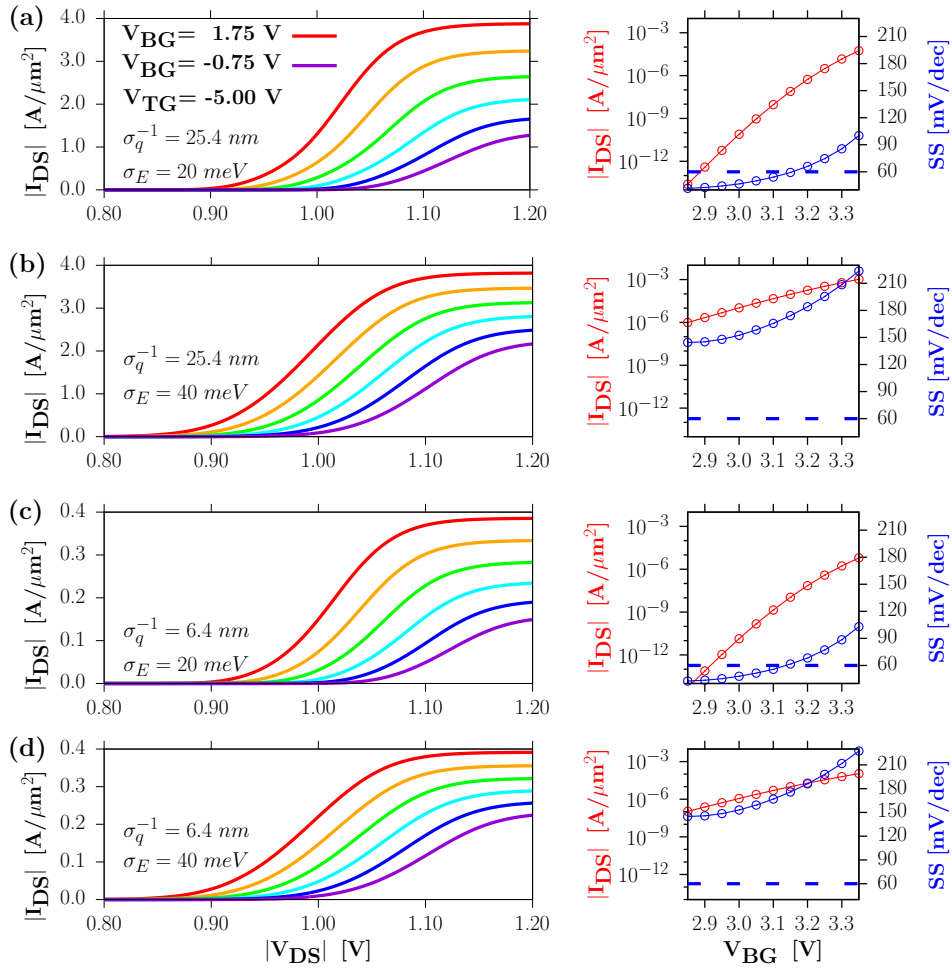 (a)
|I_DS| [A/μm²]
4.0
3.0
2.0
1.0
0.0
V_BG= 1.75 V
V_BG= -0.75 V
V_TG= -5.00 V
σ_q⁻¹ = 25.4 nm
σ_E = 20 meV
0.80 0.90 1.00 1.10 1.20
|I_DS| [A/μm²]
10⁻³
10⁻⁶
10⁻⁹
10⁻¹²
2.9 3.0 3.1 3.2 3.3
210
180
150
120
90
60
SS [mV/dec]
(b)
|I_DS| [A/μm²]
4.0
3.0
2.0
1.0
0.0
σ_q⁻¹ = 25.4 nm
σ_E = 40 meV
0.80 0.90 1.00 1.10 1.20
|I_DS| [A/μm²]
10⁻³
10⁻⁶
10⁻⁹
10⁻¹²
2.9 3.0 3.1 3.2 3.3
210
180
150
120
90
60
SS [mV/dec]
(c)
|I_DS| [A/μm²]
0.4
0.3
0.2
0.1
0.0
σ_q⁻¹ = 6.4 nm
σ_E = 20 meV
0.80 0.90 1.00 1.10 1.20
|I_DS| [A/μm²]
10⁻³
10⁻⁶
10⁻⁹
10⁻¹²
2.9 3.0 3.1 3.2 3.3
210
180
150
120
90
60
SS [mV/dec]
(d)
|I_DS| [A/μm²]
0.4
0.3
0.2
0.1
0.0
σ_q⁻¹ = 6.4 nm
σ_E = 40 meV
0.80 0.90 1.00 1.10 1.20
|V_DS| [V]
|I_DS| [A/μm²]
10⁻³
10⁻⁶
10⁻⁹
10⁻¹²
2.9 3.0 3.1 3.2 3.3
V_BG [V]
210
180
150
120
90
60
SS [mV/dec]